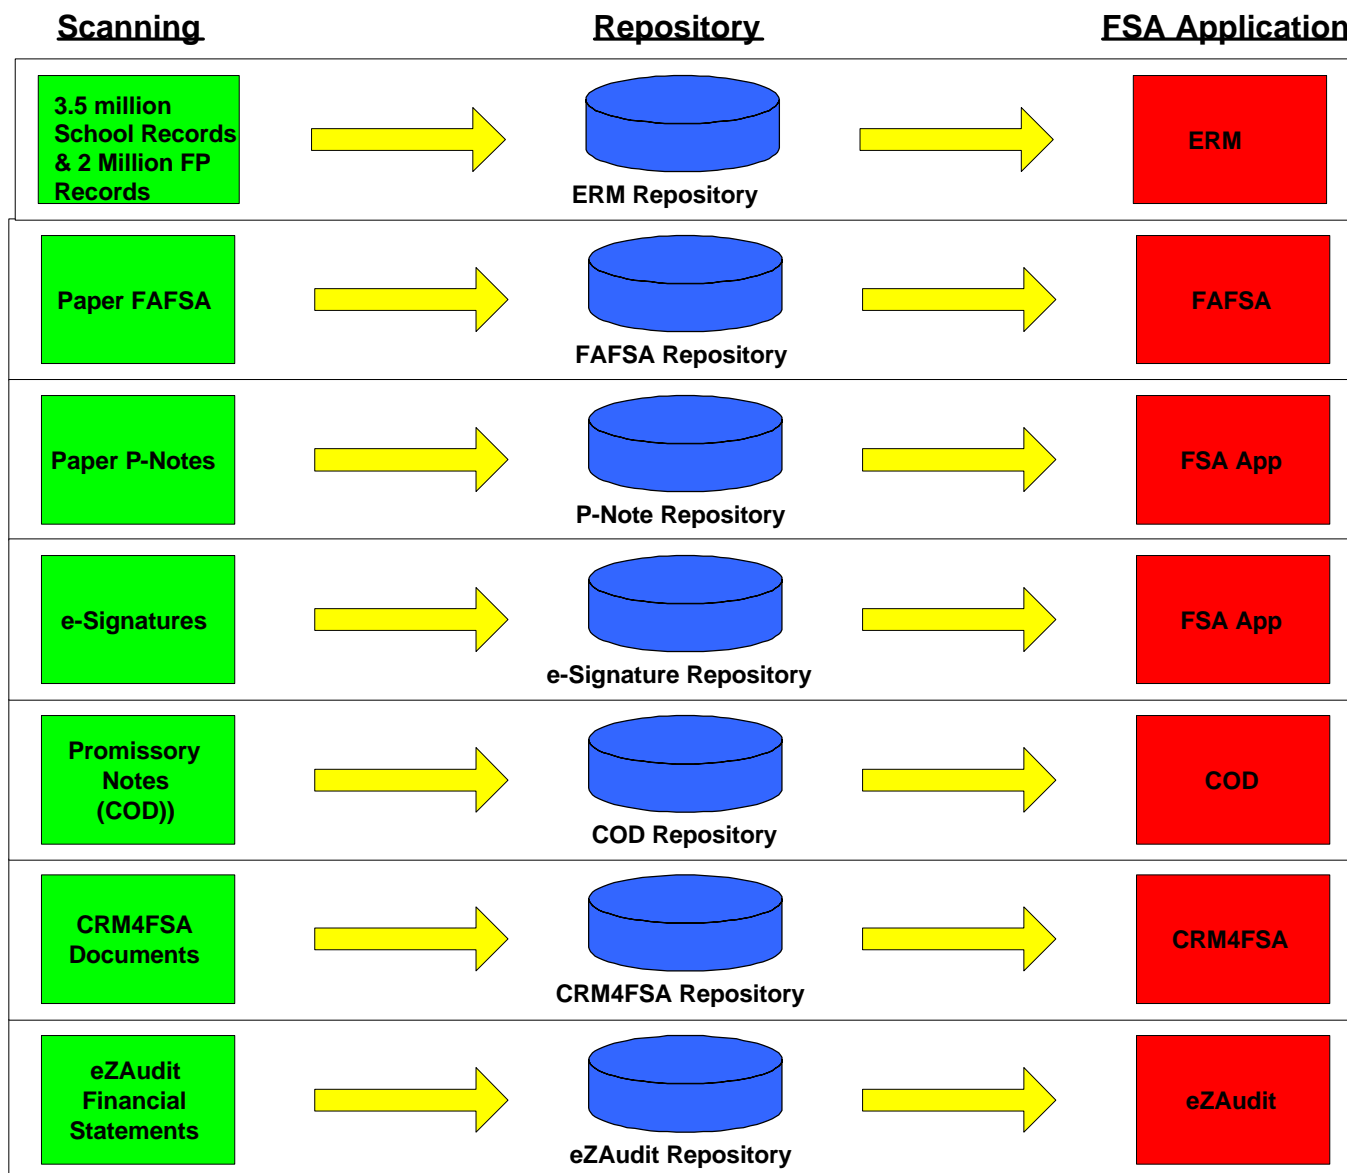 Scanning
Repository
FSA Application
3.5 million
School Records
& 2 Million FP
Records
ERM Repository
ERM
Paper FAFSA
FAFSA Repository
FAFSA
Paper P-Notes
P-Note Repository
FSA App
e-Signatures
e-Signature Repository
FSA App
Promissory
Notes
(COD))
COD Repository
COD
CRM4FSA
Documents
CRM4FSA Repository
CRM4FSA
eZAudit
Financial
Statements
eZAudit Repository
eZAudit